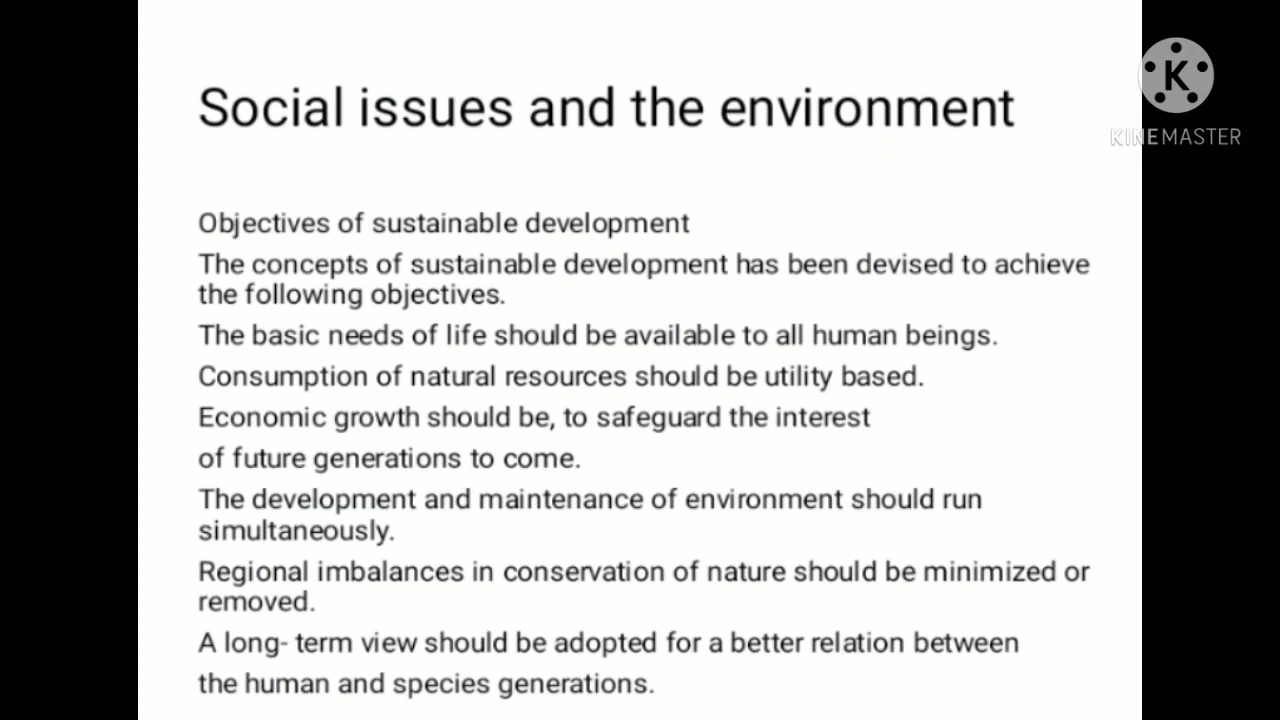 Social issues and the environment
K
KINEMASTER
Objectives of sustainable development
The concepts of sustainable development has been devised to achieve
the following objectives.
The basic needs of life should be available to all human beings.
Consumption of natural resources should be utility based.
Economic growth should be, to safeguard the interest
of future generations to come.
The development and maintenance of environment should run
simultaneously.
Regional imbalances in conservation of nature should be minimized or
removed.
A long- term view should be adopted for a better relation between
the human and species generations.